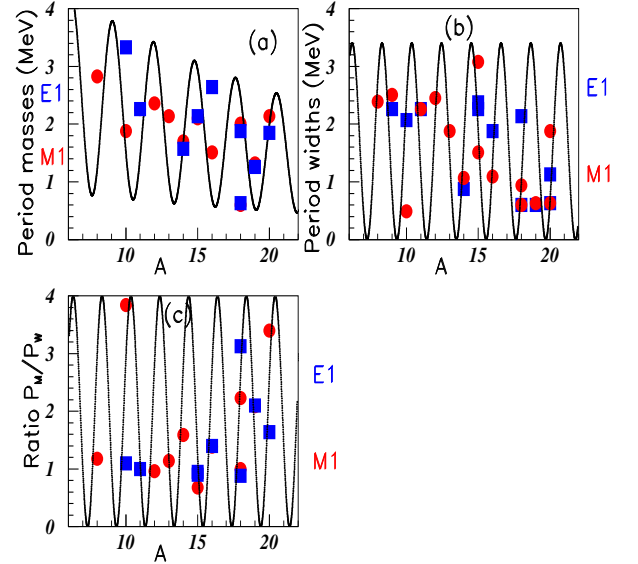 Period masses (MeV)
E1
M1
4
3
2
1
0
(a)
10
15
20
A
Period widths (MeV)
4
3
2
1
0
(b)
10
15
20
A
E1
M1
Ratio P_M/P_W
4
3
2
1
0
(c)
10
15
20
A
E1
M1